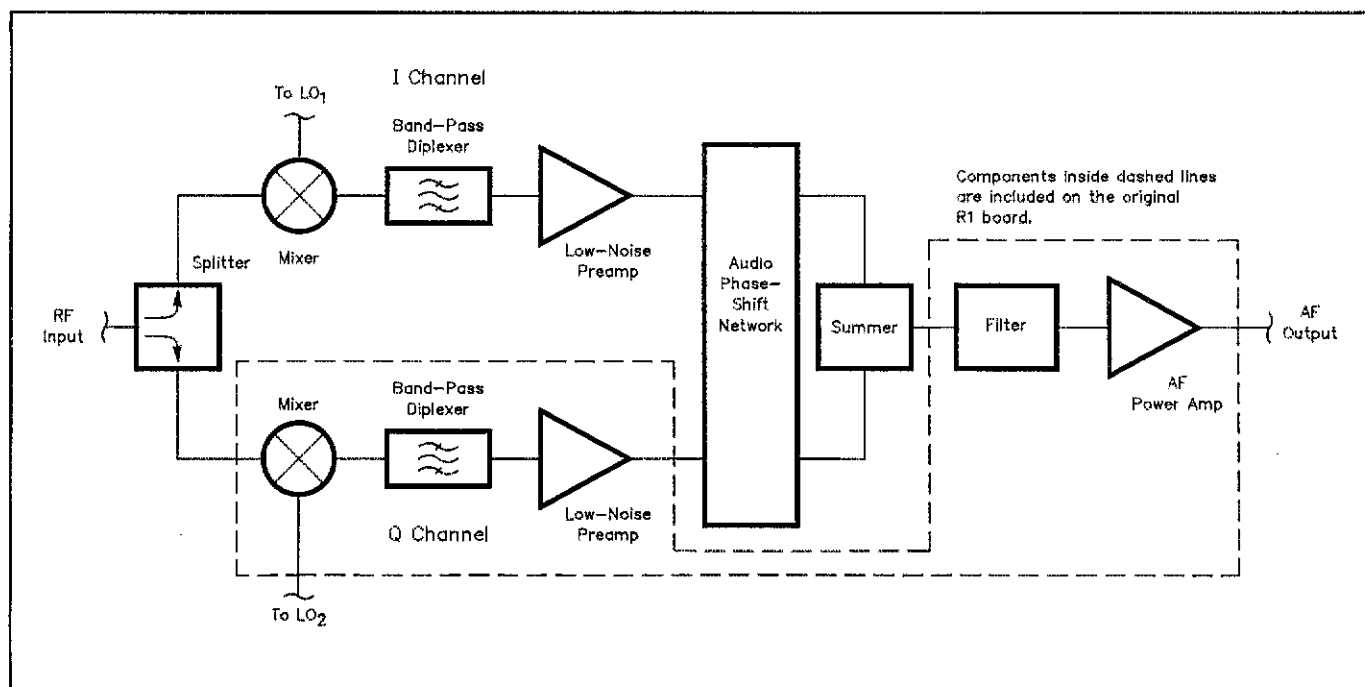 I Channel
To LO₁
Band-Pass
Diplexer
Mixer
Low-Noise
Preamp
Splitter
RF
Input
Audio
Phase-
Shift
Network
Summer
Components inside dashed lines
are included on the original
R1 board.
Filter
AF
Power Amp
AF
Output
Mixer
Band-Pass
Diplexer
Low-Noise
Preamp
Q Channel
To LO₂